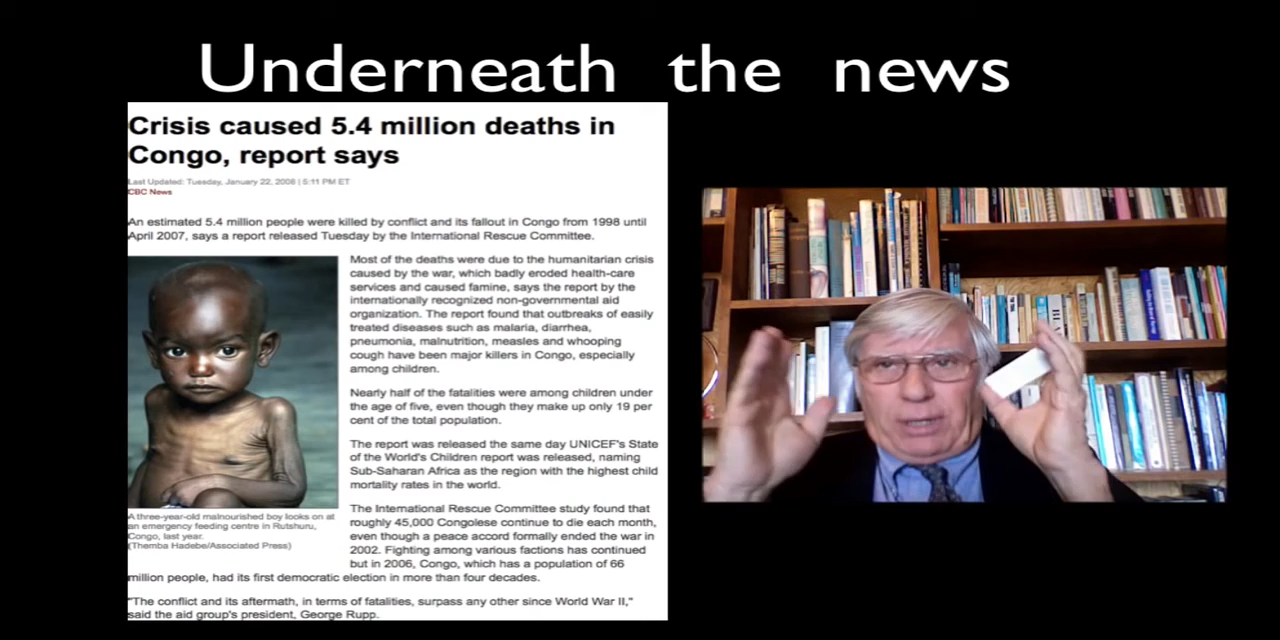 Underneath the news
Crisis caused 5.4 million deaths in
Congo, report says
Last Updated: Tuesday, January 22, 2008 | 5:11 PM ET
CBC News
An estimated 5.4 million people were killed by conflict and its fallout in Congo from 1998 until
April 2007, says a report released Tuesday by the International Rescue Committee.
Most of the deaths were due to the humanitarian crisis
caused by the war, which badly eroded health-care
services and caused famine, says the report by the
internationally recognized non-governmental aid
organization. The report found that outbreaks of easily
treated diseases such as malaria, diarrhea,
pneumonia, malnutrition, measles and whooping
cough have been major killers in Congo, especially
among children.
Nearly half of the fatalities were among children under
the age of five, even though they make up only 19 per
cent of the total population.
The report was released the same day UNICEF's State
of the World's Children report was released, naming
Sub-Saharan Africa as the region with the highest child
mortality rates in the world.
A three-year-old malnourished boy looks on at
an emergency feeding centre in Rutshuru,
Congo, last year.
(Themba Hadebe/Associated Press)
The International Rescue Committee study found that
roughly 45,000 Congolese continue to die each month,
even though a peace accord formally ended the war in
2002. Fighting among various factions has continued
but in 2006, Congo, which has a population of 66
million people, had its first democratic election in more than four decades.
"The conflict and its aftermath, in terms of fatalities, surpass any other since World War II,"
said the aid group's president, George Rupp.